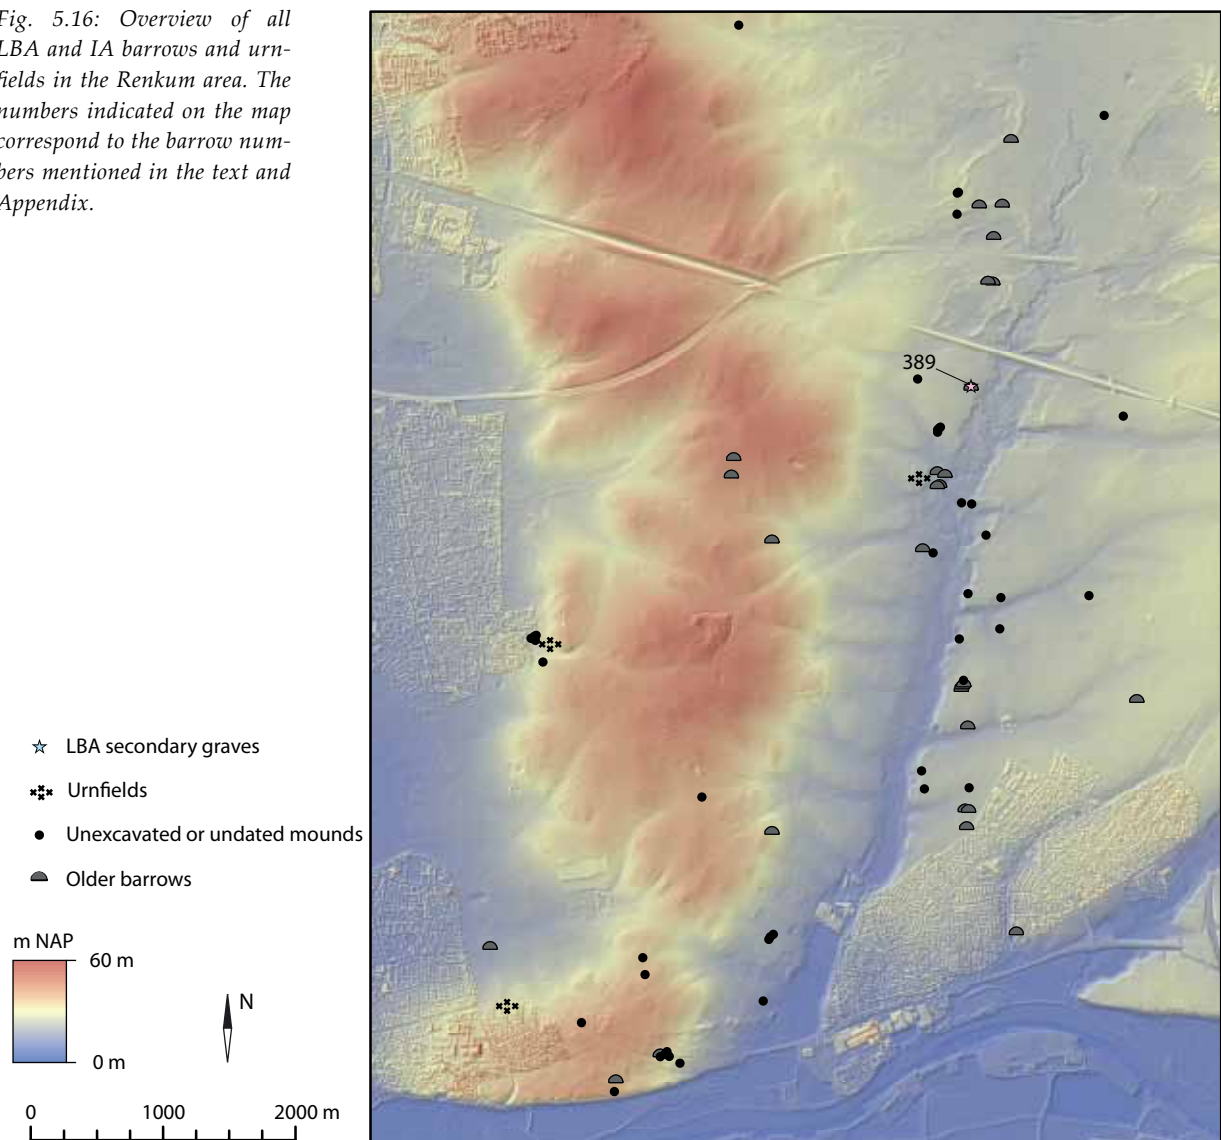 Fig. 5.16: Overview of all
LBA and IA barrows and urn-
fields in the Renkum area. The
numbers indicated on the map
correspond to the barrow num-
bers mentioned in the text and
Appendix.
389
LBA secondary graves
Urnfields
Unexcavated or undated mounds
Older barrows
m NAP
60 m
0 m
N
0 1000 2000 m